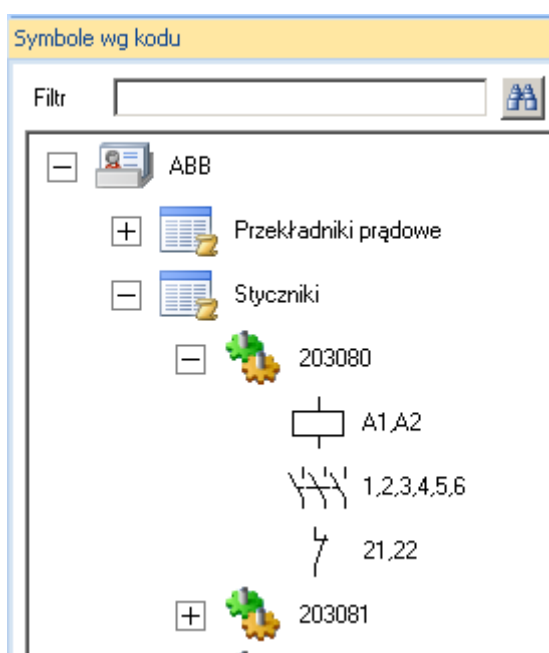 Symbole wg kodu
Filtr
ABB
Przekładniki prądowe
Styczniki
203080
A1,A2
1,2,3,4,5,6
21,22
203081